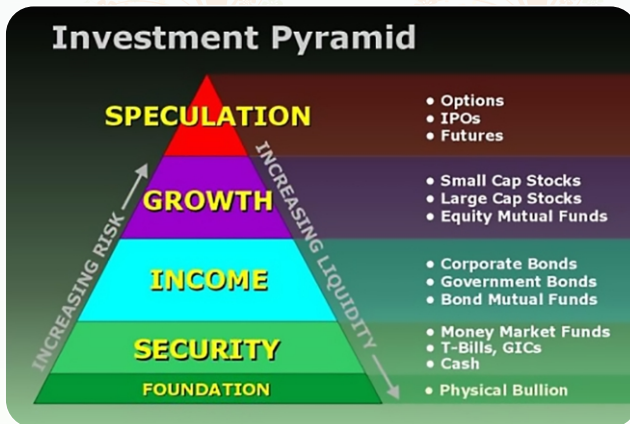 Investment Pyramid
SPECULATION
• Options
• IPOs
• Futures
GROWTH
• Small Cap Stocks
• Large Cap Stocks
• Equity Mutual Funds
INCOME
• Corporate Bonds
• Government Bonds
• Bond Mutual Funds
SECURITY
• Money Market Funds
• T-Bills, GICs
• Cash
FOUNDATION
• Physical Bullion
INCREASING RISK
INCREASING LIQUIDITY